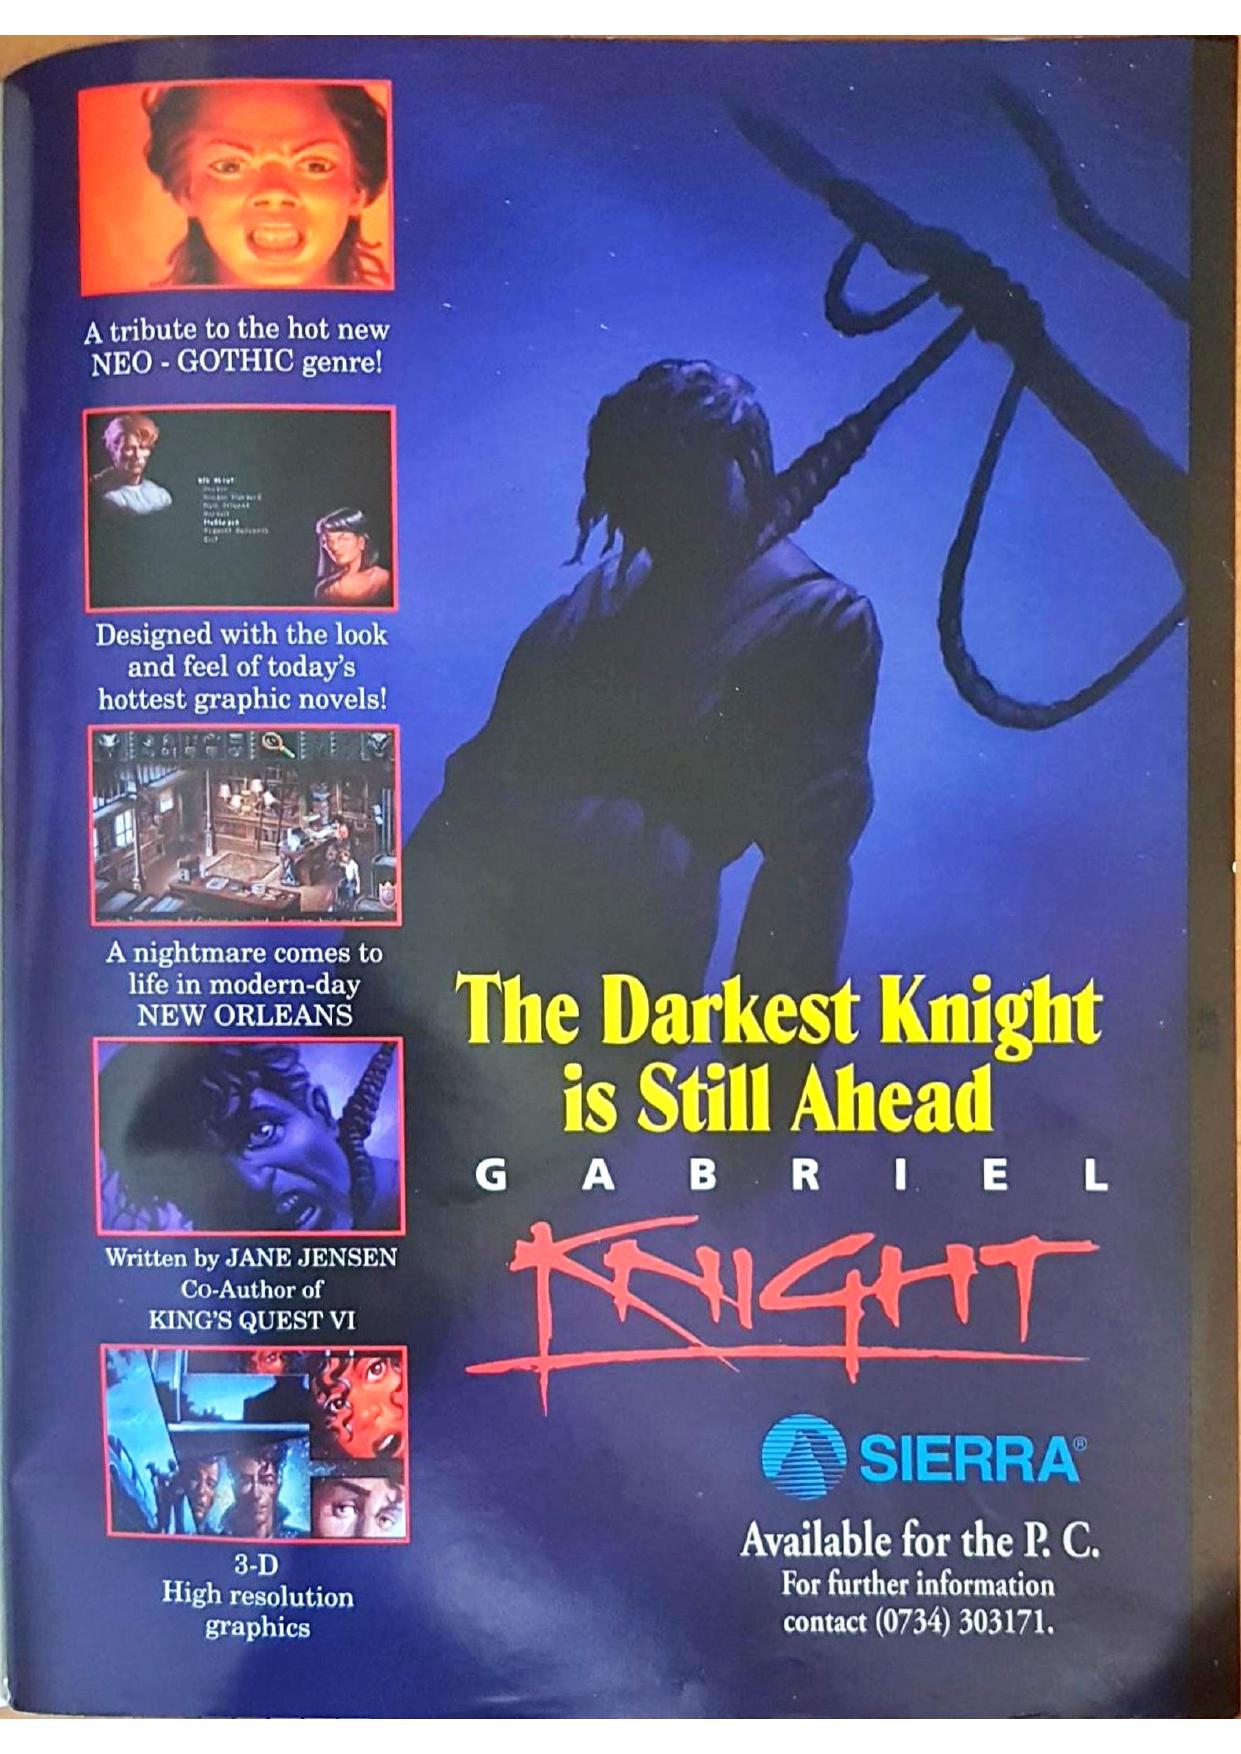 A tribute to the hot new
NEO - GOTHIC genre!
Designed with the look
and feel of today's
hottest graphic novels!
A nightmare comes to
life in modern-day
NEW ORLEANS
Written by JANE JENSEN
Co-Author of
KING'S QUEST VI
3-D
High resolution
graphics
The Darkest Knight
is Still Ahead
GABRIEL
KNIGHT
SIERRA®
Available for the P. C.
For further information
contact (0734) 303171.